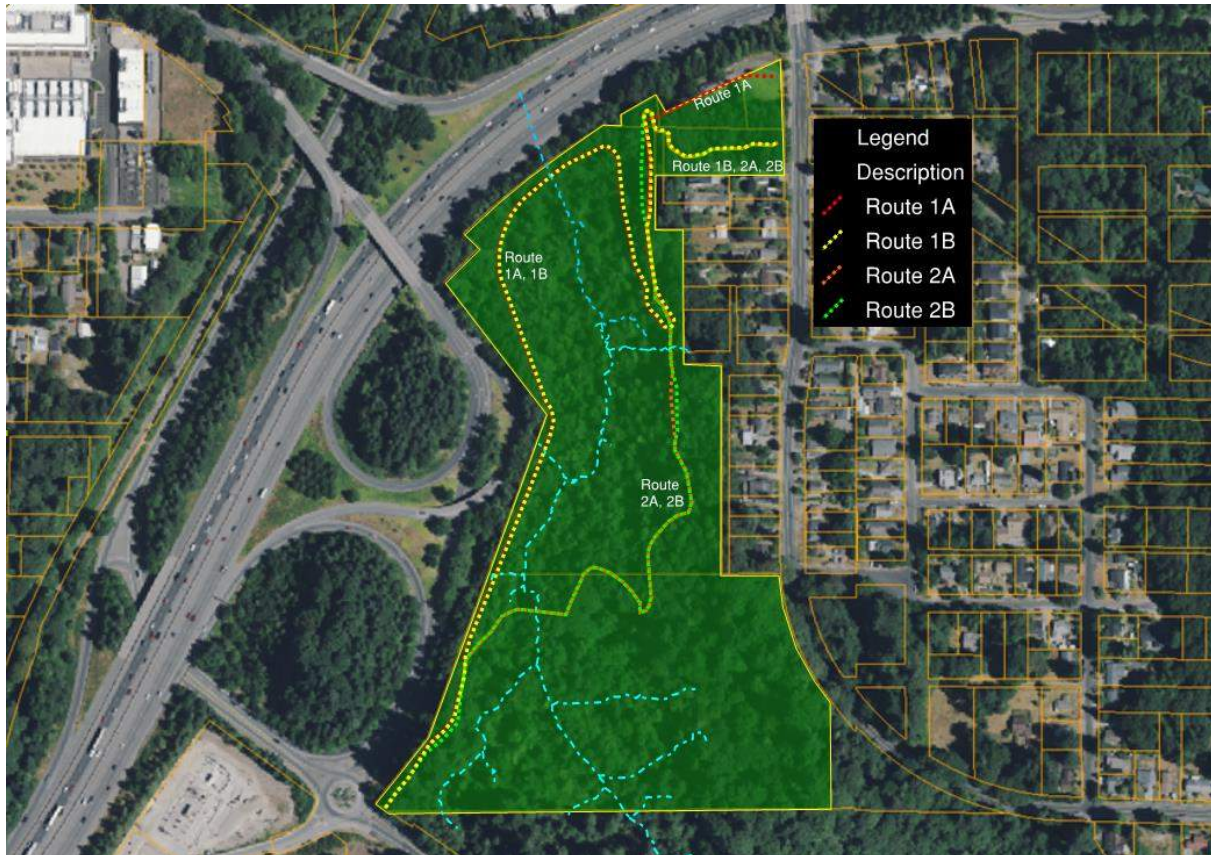 Route 1A
Route 1B, 2A, 2B
Route
1A, 1B
Route
2A, 2B
Legend
Description
Route 1A
Route 1B
Route 2A
Route 2B